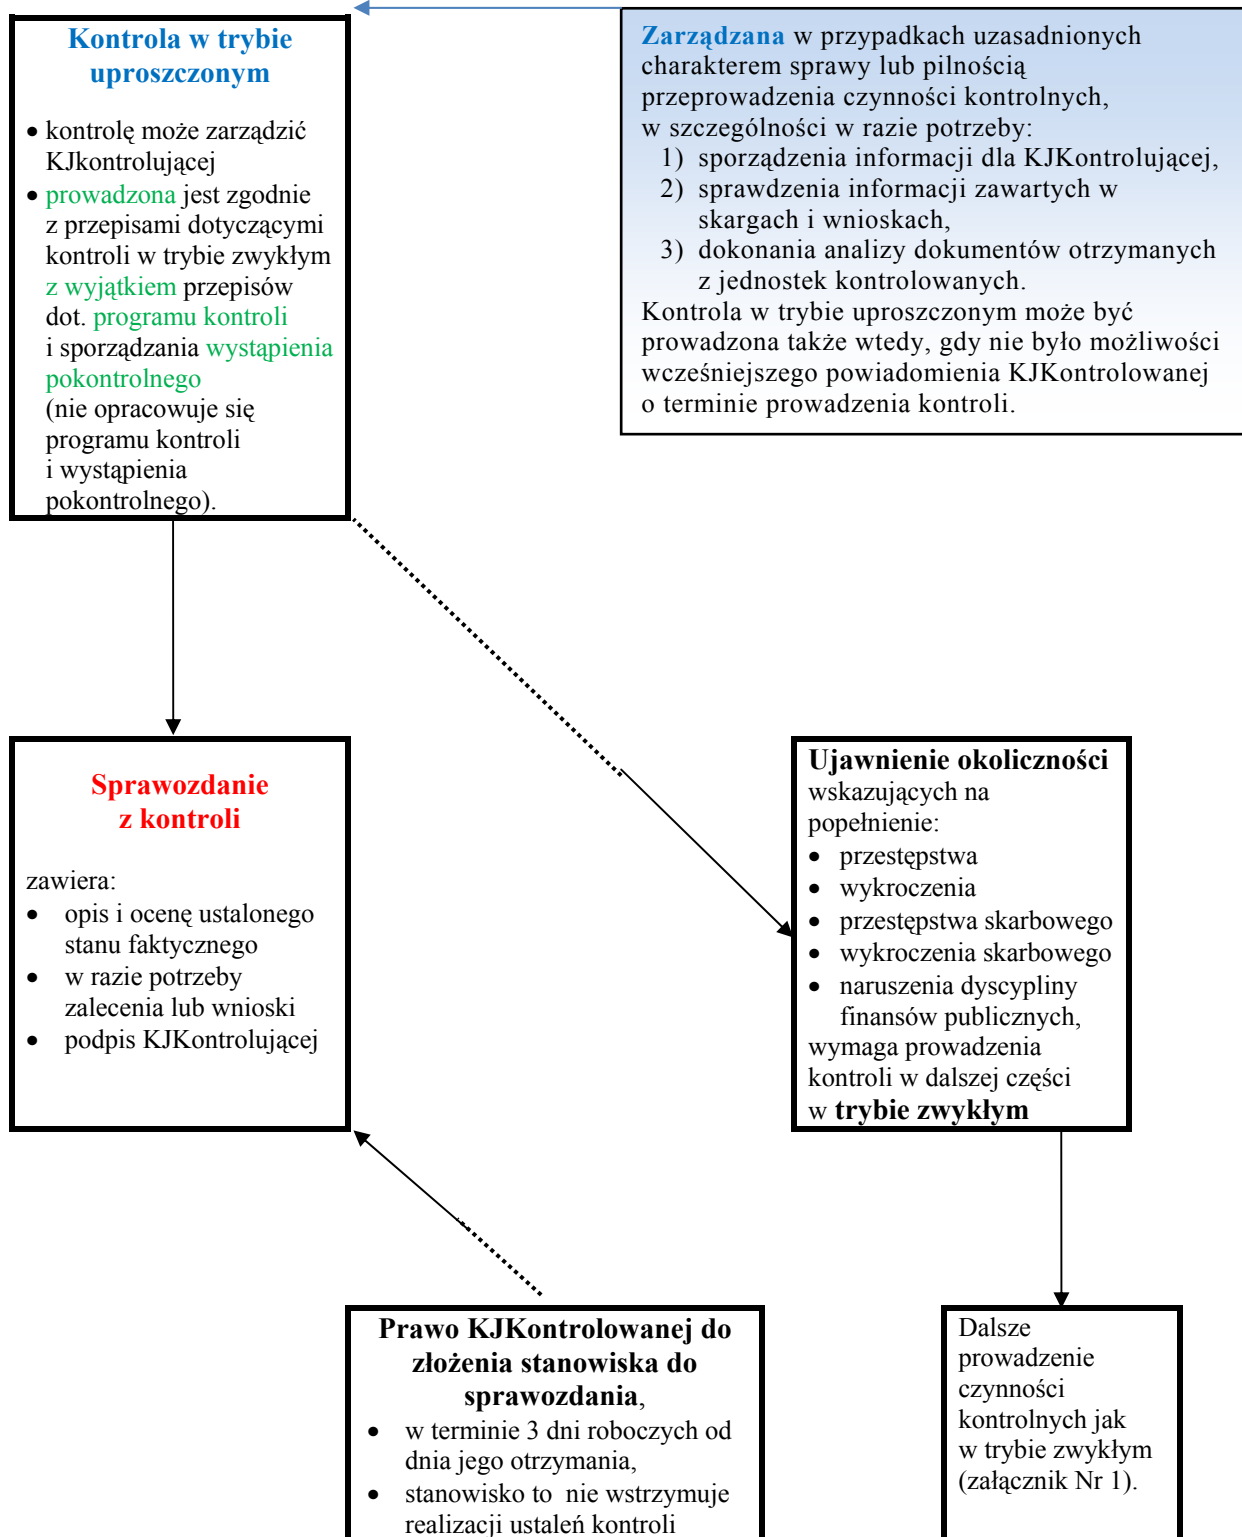 Kontrola w trybie
uproszczonym
• kontrolę może zarządzić
KJkontrolującej
• prowadzona jest zgodnie
z przepisami dotyczącymi
kontroli w trybie zwykłym
z wyjątkiem przepisów
dot. programu kontroli
i sporządzania wystąpienia
pokontrolnego
(nie opracowuje się
programu kontroli
i wystąpienia
pokontrolnego).
Zarządzana w przypadkach uzasadnionych
charakterem sprawy lub pilnością
przeprowadzenia czynności kontrolnych,
w szczególności w razie potrzeby:
1) sporządzenia informacji dla KJKontrolującej,
2) sprawdzenia informacji zawartych w
skargach i wnioskach,
3) dokonania analizy dokumentów otrzymanych
z jednostek kontrolowanych.
Kontrola w trybie uproszczonym może być
prowadzona także wtedy, gdy nie było możliwości
wcześniejszego powiadomienia KJKontrolowanej
o terminie prowadzenia kontroli.
Sprawozdanie
z kontroli
zawiera:
• opis i ocenę ustalonego
stanu faktycznego
• w razie potrzeby
zalecenia lub wnioski
• podpis KJKontrolującej
Ujawnienie okoliczności
wskazujących na
popełnienie:
• przestępstwa
• wykroczenia
• przestępstwa skarbowego
• wykroczenia skarbowego
• naruszenia dyscypliny
finansów publicznych,
wymaga prowadzenia
kontroli w dalszej części
w trybie zwykłym
Prawo KJKontrolowanej do
złożenia stanowiska do
sprawozdania,
• w terminie 3 dni roboczych od
dnia jego otrzymania,
• stanowisko to nie wstrzymuje
realizacji ustaleń kontroli
Dalsze
prowadzenie
czynności
kontrolnych jak
w trybie zwykłym
(załącznik Nr 1).